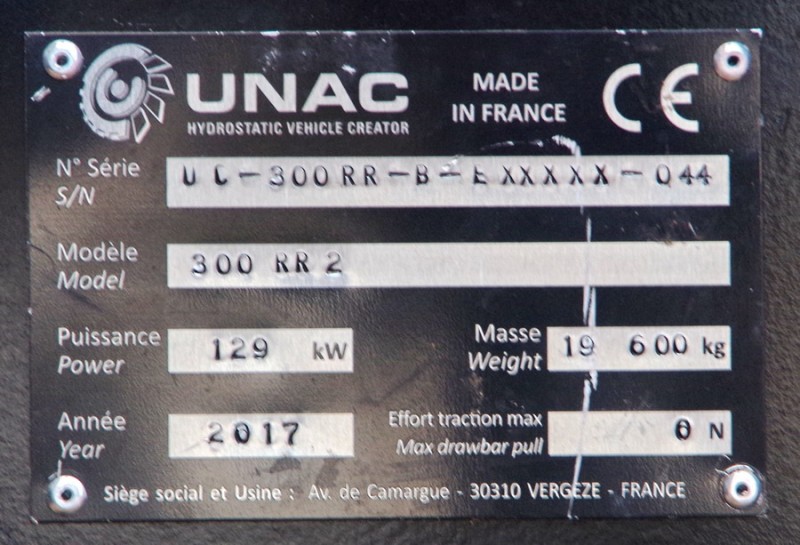 UNAC
HYDROSTATIC VEHICLE CREATOR
MADE
IN FRANCE
CE
N° Série
S/N
UC-300RR-B-EXXXXX-044
Modèle
Model
300 RR2
Puissance
Power
129 kW
Masse
Weight
19 600 kg
Année
Year
2017
Effort traction max
Max drawbar pull
0 N
Siège social et Usine : Av. de Camargue - 30310 VERGEZE - FRANCE